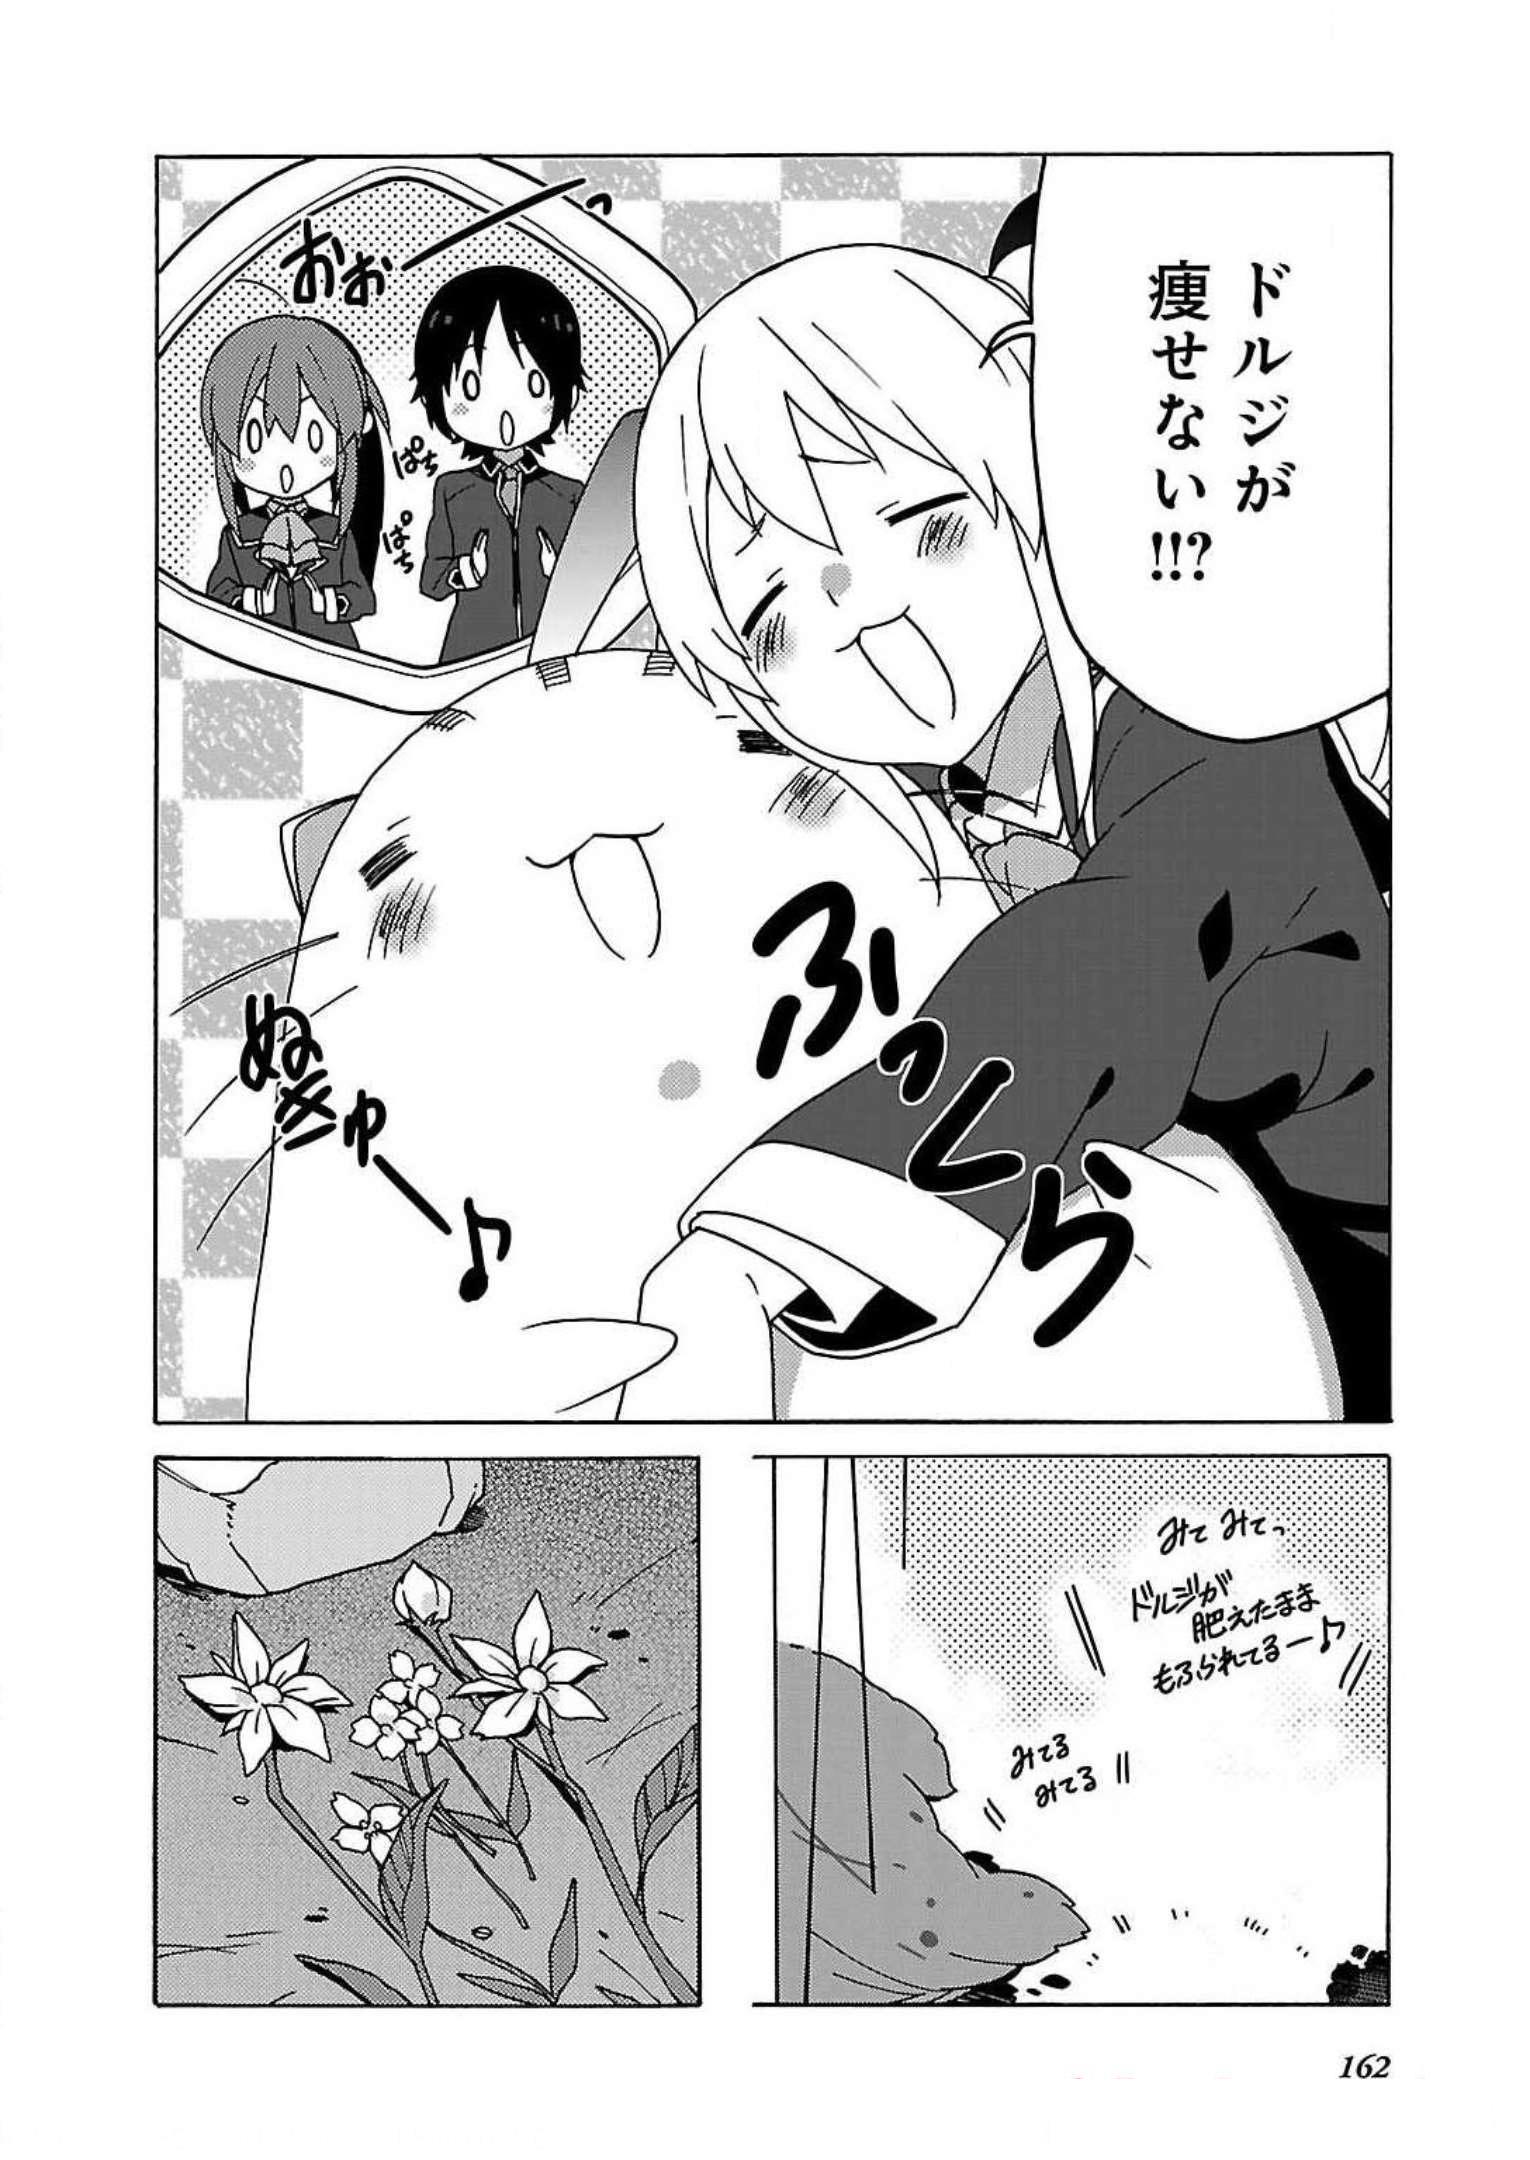 ドルジが
痩せない!!?
おぉーっ
ぱち
ぱち
ふっくら
ぬきゅー♪
みて みてっ
ドルジが
肥えたまま
もふられてるー♪
みてる
みてる
162